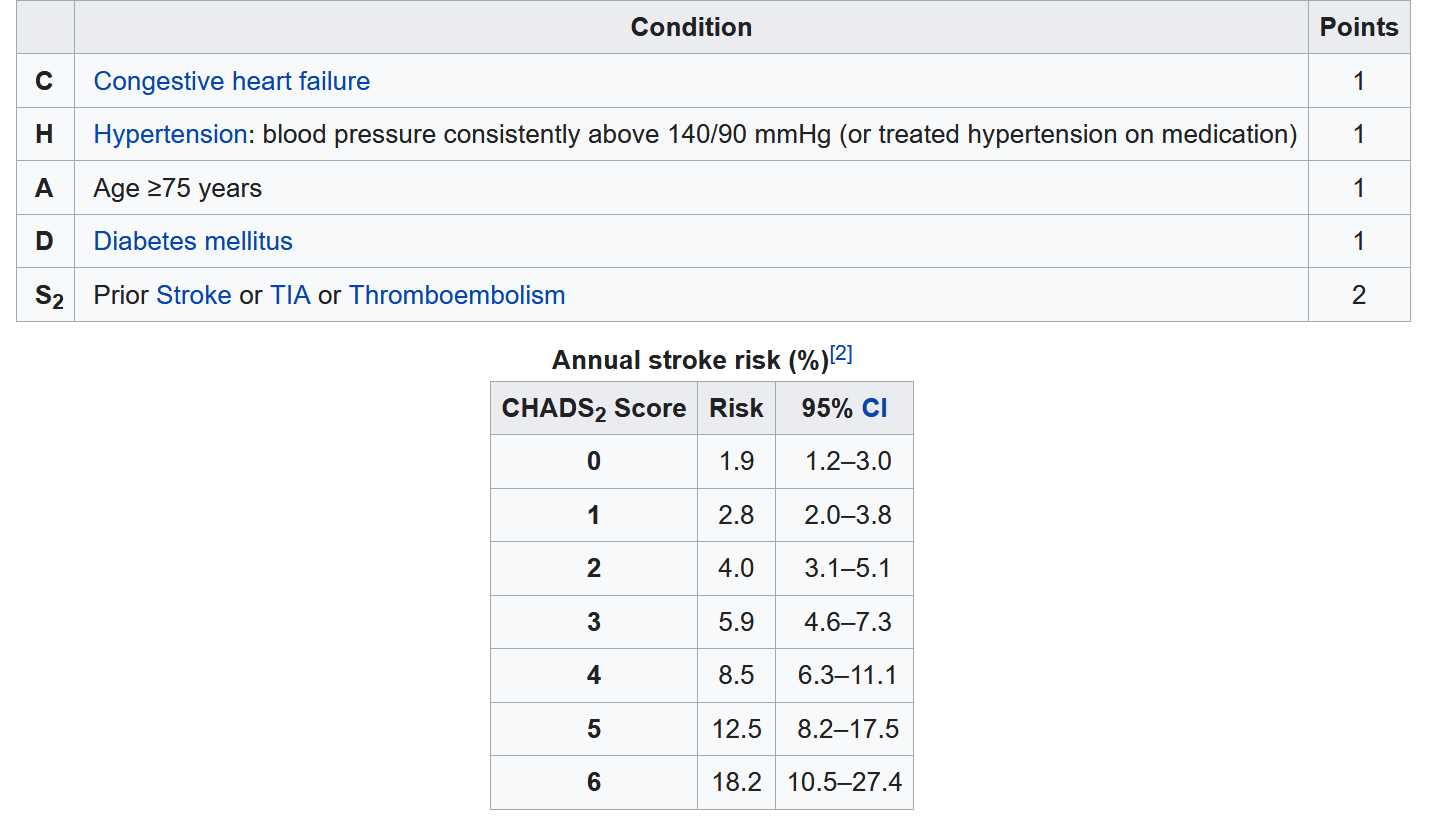 Condition Points
C Congestive heart failure 1
H Hypertension: blood pressure consistently above 140/90 mmHg (or treated hypertension on medication) 1
A Age ≥75 years 1
D Diabetes mellitus 1
S₂ Prior Stroke or TIA or Thromboembolism 2
Annual stroke risk (%)[2]
CHADS₂ Score Risk 95% CI
0 1.9 1.2–3.0
1 2.8 2.0–3.8
2 4.0 3.1–5.1
3 5.9 4.6–7.3
4 8.5 6.3–11.1
5 12.5 8.2–17.5
6 18.2 10.5–27.4